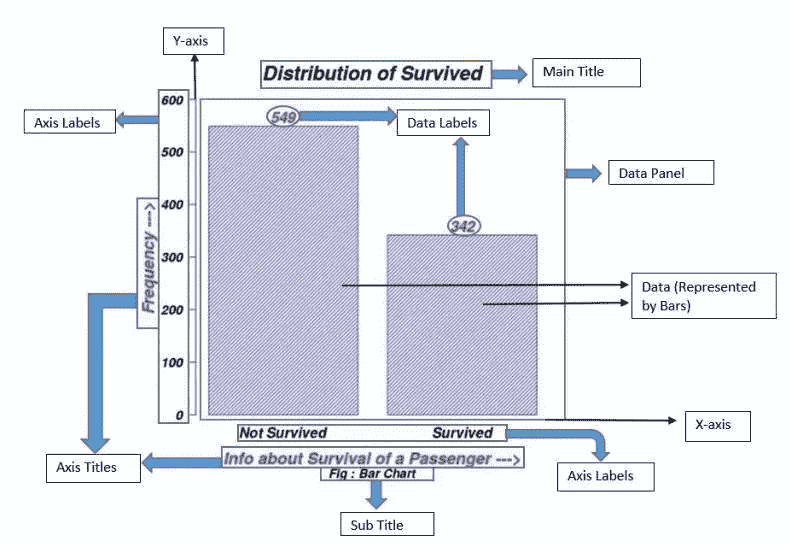 Y-axis
Distribution of Survived
Main Title
600
Axis Labels
549
Data Labels
500
Data Panel
400
342
Frequency --->
300
Data (Represented
by Bars)
200
100
0
X-axis
Not Survived Survived
Info about Survival of a Passenger --->
Axis Titles
Fig : Bar Chart
Axis Labels
Sub Title